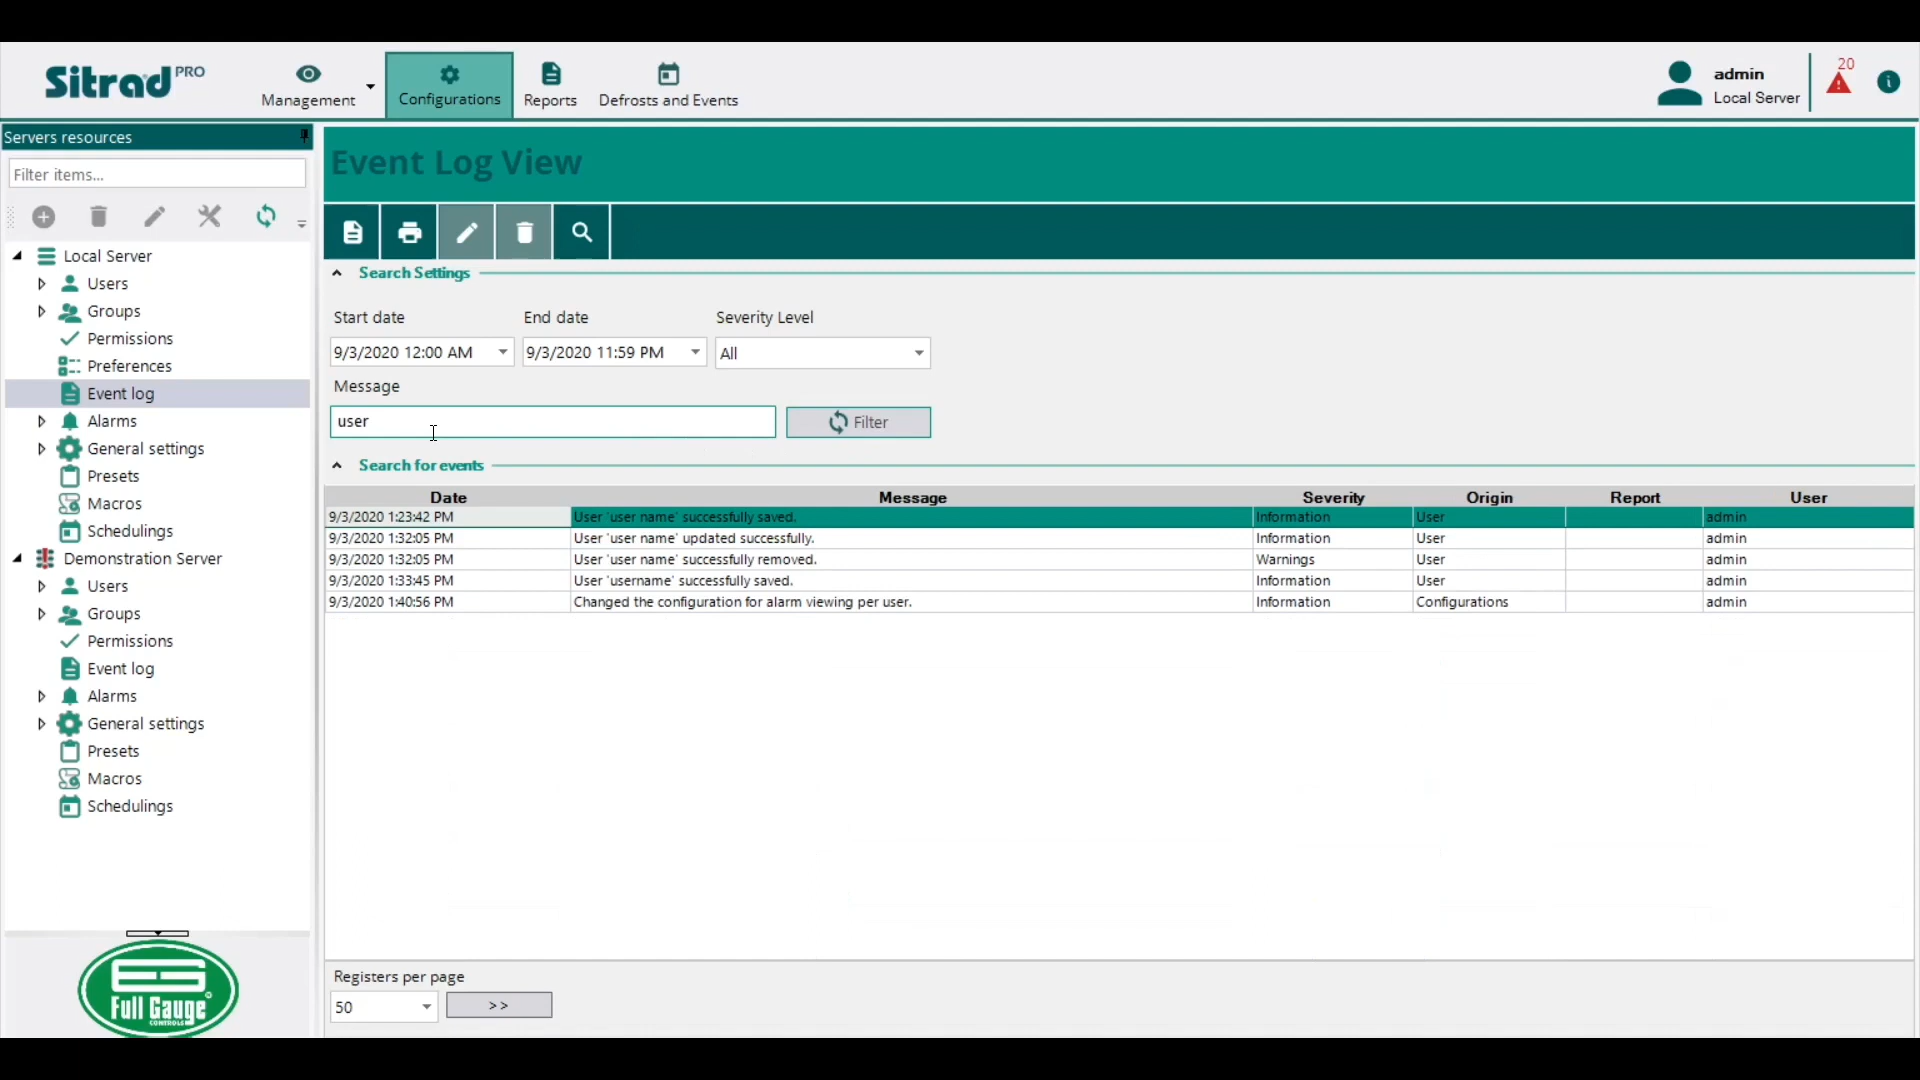 Sitrad PRO
Management
Configurations
Reports
Defrosts and Events
admin
Local Server
20
Servers resources
Filter items...
Local Server
Users
Groups
Permissions
Preferences
Event log
Alarms
General settings
Presets
Macros
Schedulings
Demonstration Server
Users
Groups
Permissions
Event log
Alarms
General settings
Presets
Macros
Schedulings
Full Gauge
CONTROLS
Event Log View
Search Settings
Start date End date Severity Level
9/3/2020 12:00 AM 9/3/2020 11:59 PM All
Message
user Filter
Search for events
Date Message Severity Origin Report User
9/3/2020 1:23:42 PM User 'user name' successfully saved. Information User admin
9/3/2020 1:32:05 PM User 'user name' updated successfully. Information User admin
9/3/2020 1:32:05 PM User 'user name' successfully removed. Warnings User admin
9/3/2020 1:33:45 PM User 'username' successfully saved. Information User admin
9/3/2020 1:40:56 PM Changed the configuration for alarm viewing per user. Information Configurations admin
Registers per page
50 >>